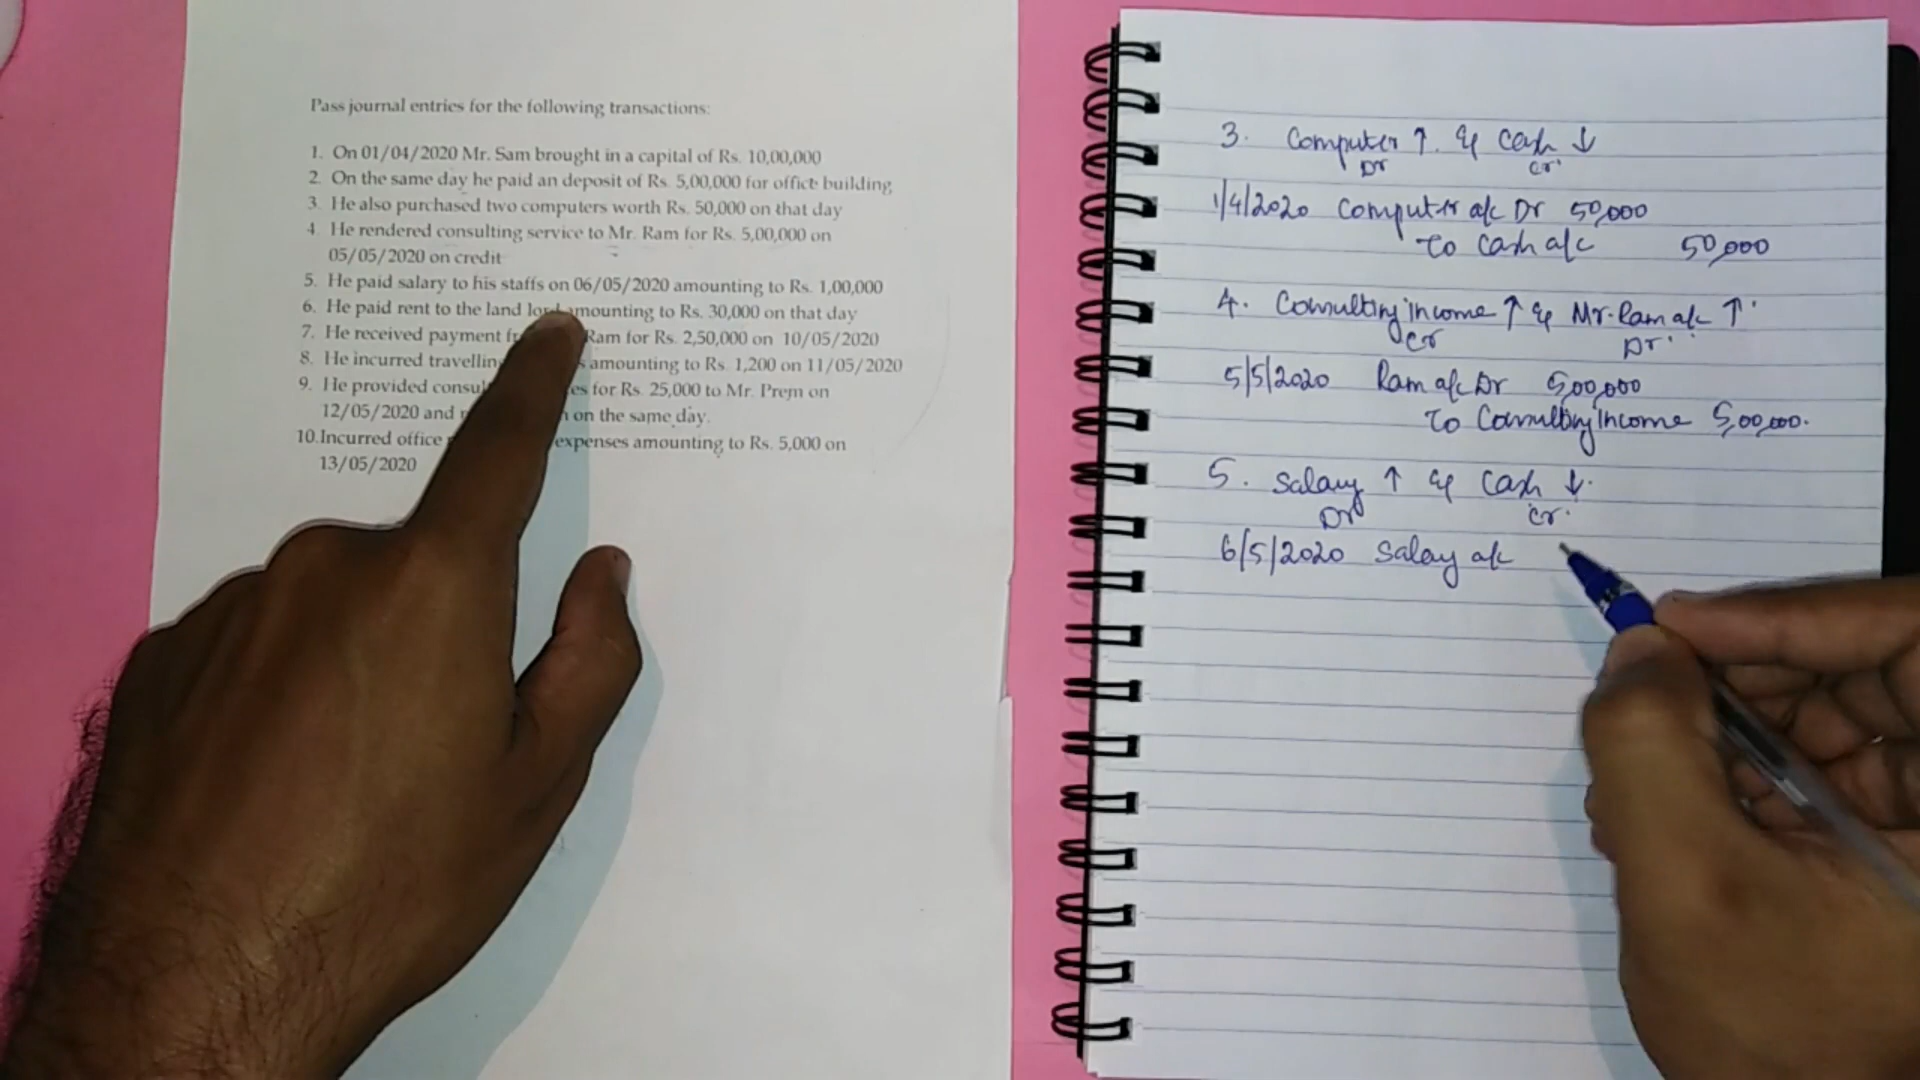 Pass journal entries for the following transactions:
1. On 01/04/2020 Mr. Sam brought in a capital of Rs. 10,00,000
2. On the same day he paid an deposit of Rs. 5,00,000 for office building
3. He also purchased two computers worth Rs. 50,000 on that day
4. He rendered consulting service to Mr. Ram for Rs. 5,00,000 on
05/05/2020 on credit
5. He paid salary to his staffs on 06/05/2020 amounting to Rs. 1,00,000
6. He paid rent to the land amounting to Rs. 30,000 on that day
7. He received payment Ram for Rs. 2,50,000 on 10/05/2020
8. He incurred amounting to Rs. 1,200 on 11/05/2020
9. He provided for Rs. 25,000 to Mr. Prem on
12/05/2020 and on the same day.
10.Incurred office expenses amounting to Rs. 5,000 on
13/05/2020
3. Computer ↑. & Cash ↓
Dr Cr.
1/4/2020 Computer a/c Dr 50,000
To Cash a/c 50,000
4. Consulting income ↑ & Mr. Ram a/c ↑
Cr Dr.
5/5/2020 Ram a/c Dr 5,00,000
To Consulting income 5,00,000.
5. Salary ↑ & Cash ↓.
Dr Cr.
6/5/2020 Salary a/c